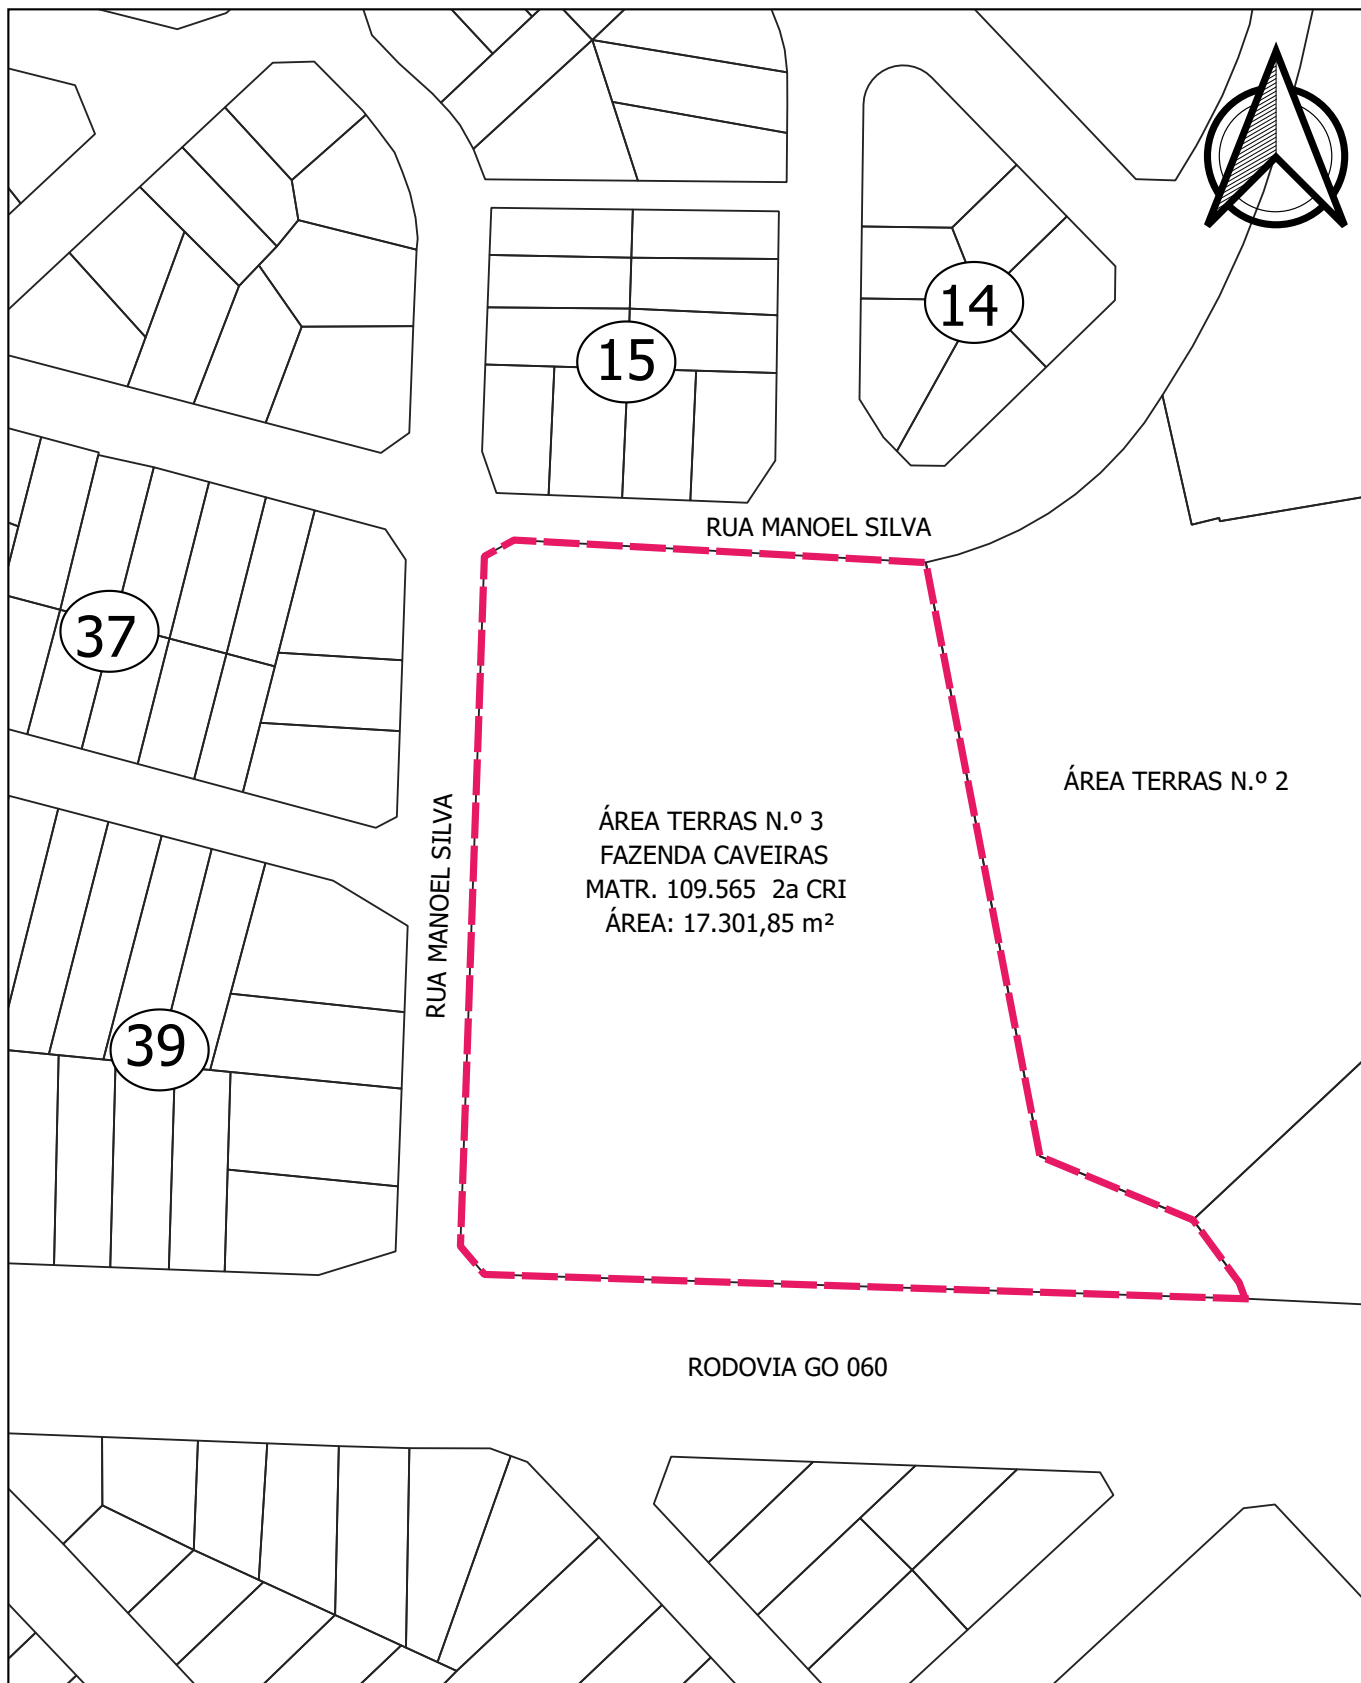 14
15
RUA MANOEL SILVA
37
ÁREA TERRAS N.º 2
RUA MANOEL SILVA
ÁREA TERRAS N.º 3
FAZENDA CAVEIRAS
MATR. 109.565 2a CRI
ÁREA: 17.301,85 m²
39
RODOVIA GO 060